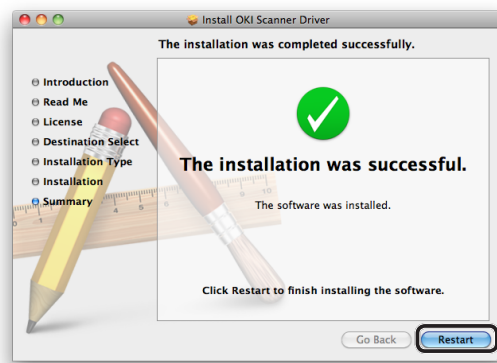 Install OKI Scanner Driver
The installation was completed successfully.
Introduction
Read Me
License
Destination Select
Installation Type
Installation
Summary
The installation was successful.
The software was installed.
Click Restart to finish installing the software.
Go Back
Restart